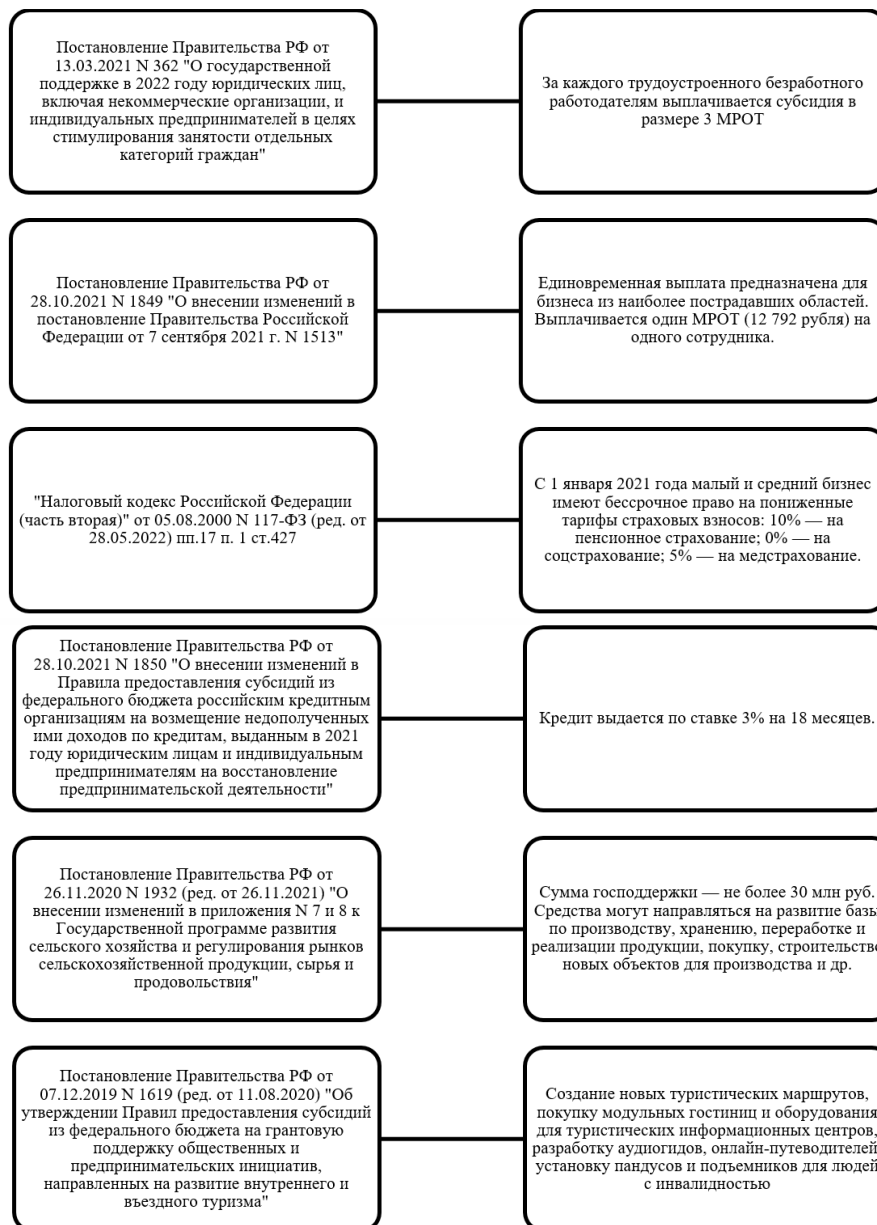 Постановление Правительства РФ от
13.03.2021 N 362 "О государственной
поддержке в 2022 году юридических лиц,
включая некоммерческие организации, и
индивидуальных предпринимателей в целях
стимулирования занятости отдельных
категорий граждан"
За каждого трудоустроенного безработного
работодателям выплачивается субсидия в
размере 3 МРОТ
Постановление Правительства РФ от
28.10.2021 N 1849 "О внесении изменений в
постановление Правительства Российской
Федерации от 7 сентября 2021 г. N 1513"
Единовременная выплата предназначена для
бизнеса из наиболее пострадавших областей.
Выплачивается один МРОТ (12 792 рубля) на
одного сотрудника.
"Налоговый кодекс Российской Федерации
(часть вторая)" от 05.08.2000 N 117-ФЗ (ред. от
28.05.2022) пп.17 п. 1 ст.427
С 1 января 2021 года малый и средний бизнес
имеют бессрочное право на пониженные
тарифы страховых взносов: 10% — на
пенсионное страхование; 0% — на
соцстрахование; 5% — на медстрахование.
Постановление Правительства РФ от
28.10.2021 N 1850 "О внесении изменений в
Правила предоставления субсидий из
федерального бюджета российским кредитным
организациям на возмещение недополученных
ими доходов по кредитам, выданным в 2021
году юридическим лицам и индивидуальным
предпринимателям на восстановление
предпринимательской деятельности"
Кредит выдается по ставке 3% на 18 месяцев.
Постановление Правительства РФ от
26.11.2020 N 1932 (ред. от 26.11.2021) "О
внесении изменений в приложения N 7 и 8 к
Государственной программе развития
сельского хозяйства и регулирования рынков
сельскохозяйственной продукции, сырья и
продовольствия"
Сумма господдержки — не более 30 млн руб.
Средства могут направляться на развитие базы
по производству, хранению, переработке и
реализации продукции, покупку, строительство
новых объектов для производства и др.
Постановление Правительства РФ от
07.12.2019 N 1619 (ред. от 11.08.2020) "Об
утверждении Правил предоставления субсидий
из федерального бюджета на грантовую
поддержку общественных и
предпринимательских инициатив,
направленных на развитие внутреннего и
въездного туризма"
Создание новых туристических маршрутов,
покупку модульных гостиниц и оборудования
для туристических информационных центров,
разработку аудиогидов, онлайн-путеводителей
установку пандусов и подъемников для людей
с инвалидностью